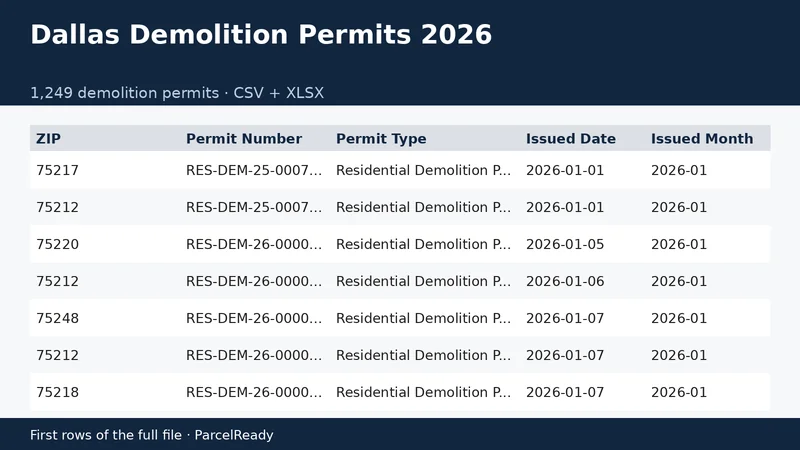 Dallas Demolition Permits 2026
1,249 demolition permits · CSV + XLSX
ZIP Permit Number Permit Type Issued Date Issued Month
75217 RES-DEM-25-0007... Residential Demolition P... 2026-01-01 2026-01
75212 RES-DEM-25-0007... Residential Demolition P... 2026-01-01 2026-01
75220 RES-DEM-26-0000... Residential Demolition P... 2026-01-05 2026-01
75212 RES-DEM-26-0000... Residential Demolition P... 2026-01-06 2026-01
75248 RES-DEM-26-0000... Residential Demolition P... 2026-01-07 2026-01
75212 RES-DEM-26-0000... Residential Demolition P... 2026-01-07 2026-01
75218 RES-DEM-26-0000... Residential Demolition P... 2026-01-07 2026-01
First rows of the full file · ParcelReady